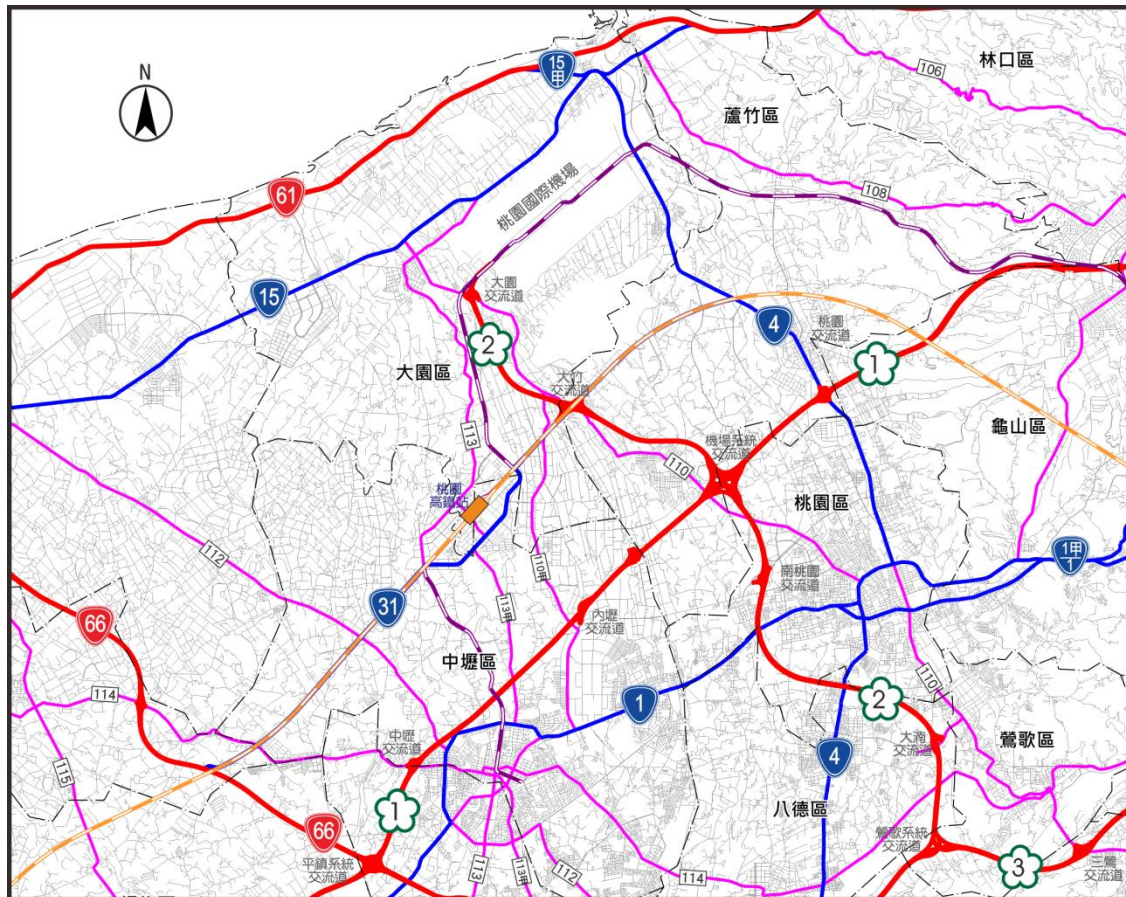 N
15
甲
106
林口區
蘆竹區
61
桃園國際機場
108
15
大園
交流道
4
桃園
交流道
2
1
大園區
大竹
交流道
龜山區
113
機場系統
交流道
110
桃園
高鐵站
桃園區
112
1甲
1
110甲
南桃園
交流道
31
113甲
66
內壢
交流道
中壢區
110
114
1
2
中壢
交流道
大湳
交流道
鶯歌區
115
4
1
八德區
66
鶯歌系統
交流道
平鎮系統
交流道
3
三鶯
交流道
113
113甲
112
114